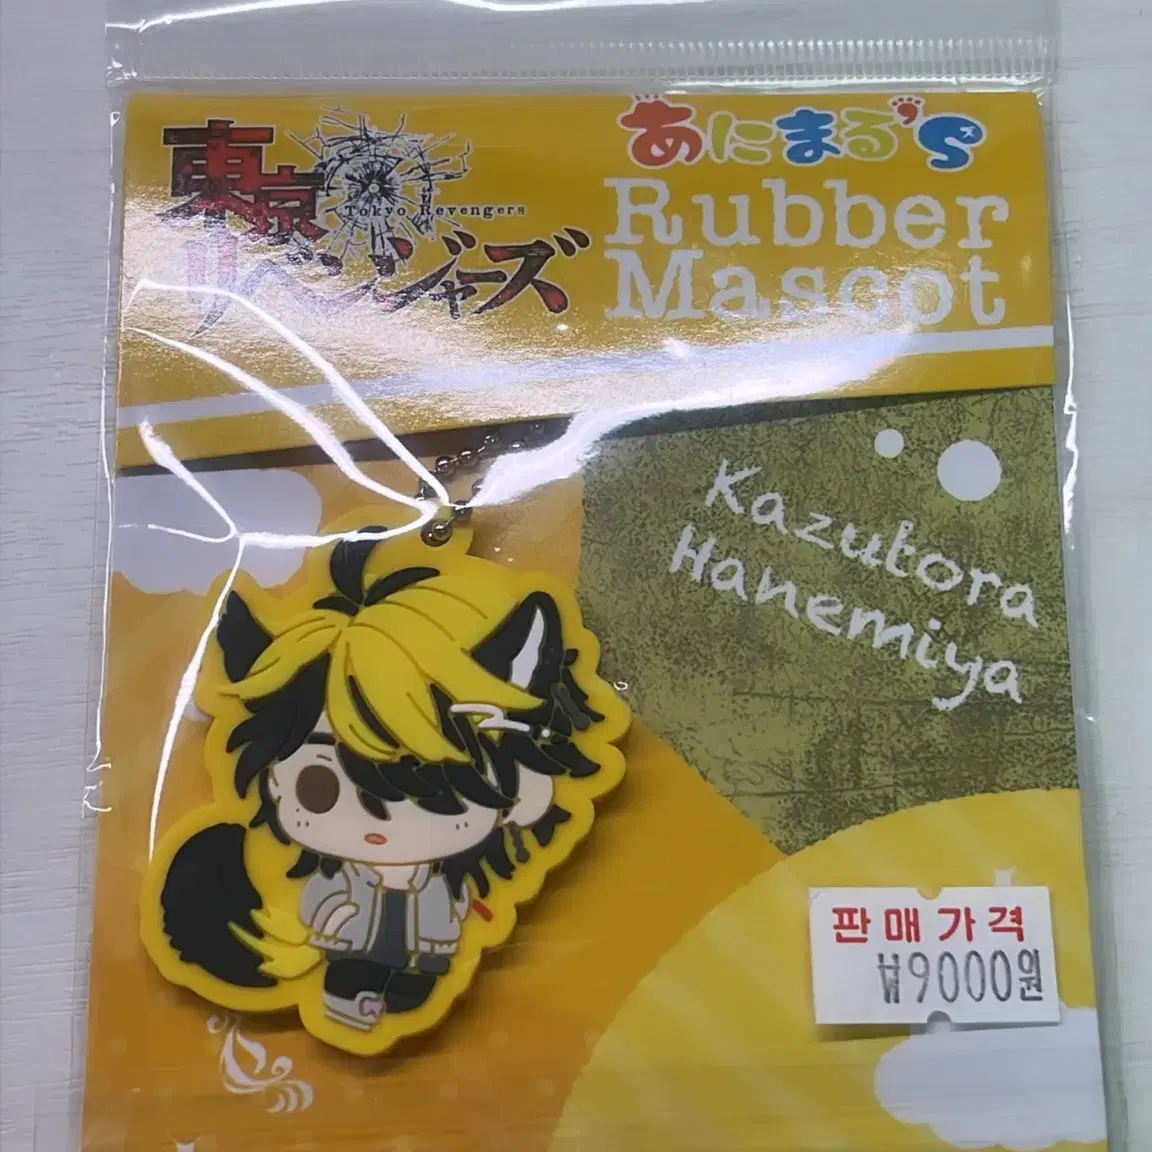 東京
Tokyo Revengers
リベンジャーズ
あにまる's
Rubber
Mascot
Kazutora
Hanemiya
판매가격
₩9000원